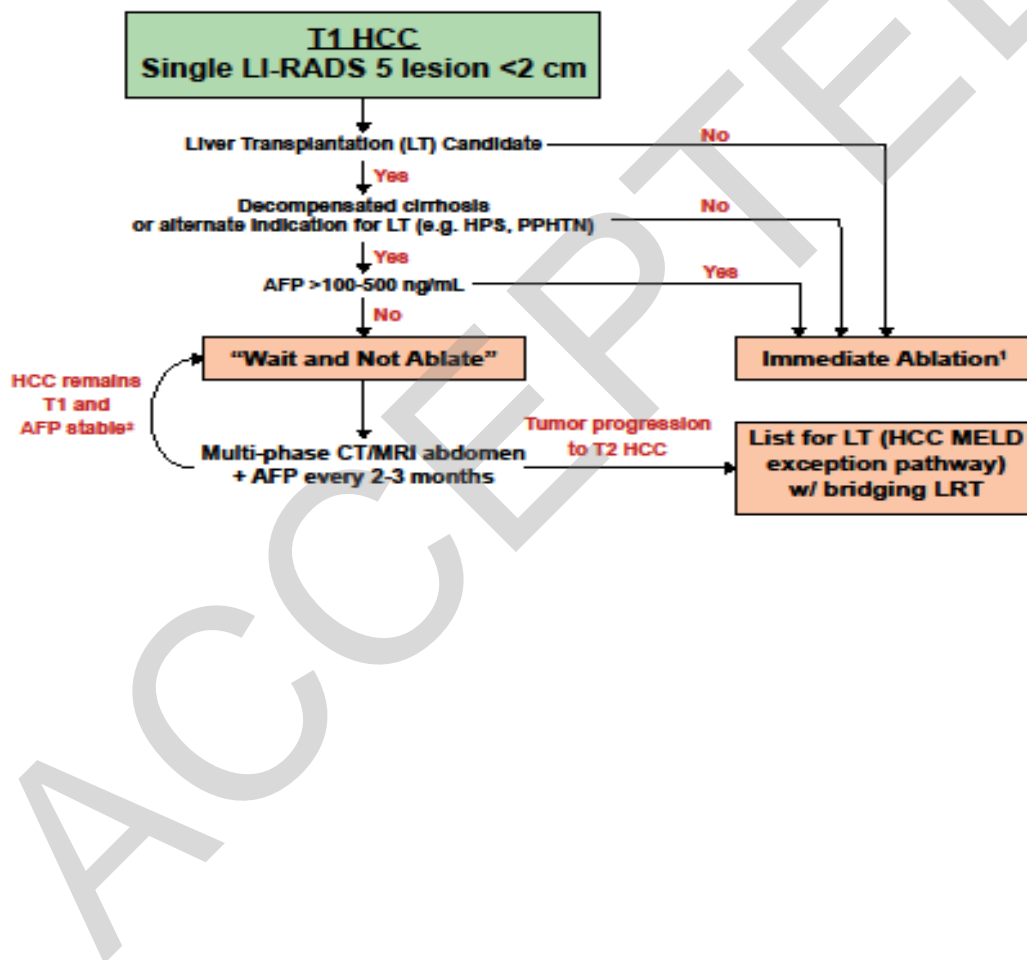 T1 HCC
Single LI-RADS 5 lesion <2 cm
Liver Transplantation (LT) Candidate
No
Yes
Decompensated cirrhosis
or alternate indication for LT (e.g. HPS, PPHTN)
No
Yes
AFP >100-500 ng/mL
Yes
No
“Wait and Not Ablate”
Immediate Ablation¹
HCC remains
T1 and
AFP stable²
Multi-phase CT/MRI abdomen
+ AFP every 2-3 months
Tumor progression
to T2 HCC
List for LT (HCC MELD
exception pathway)
w/ bridging LRT
ACCEPTE